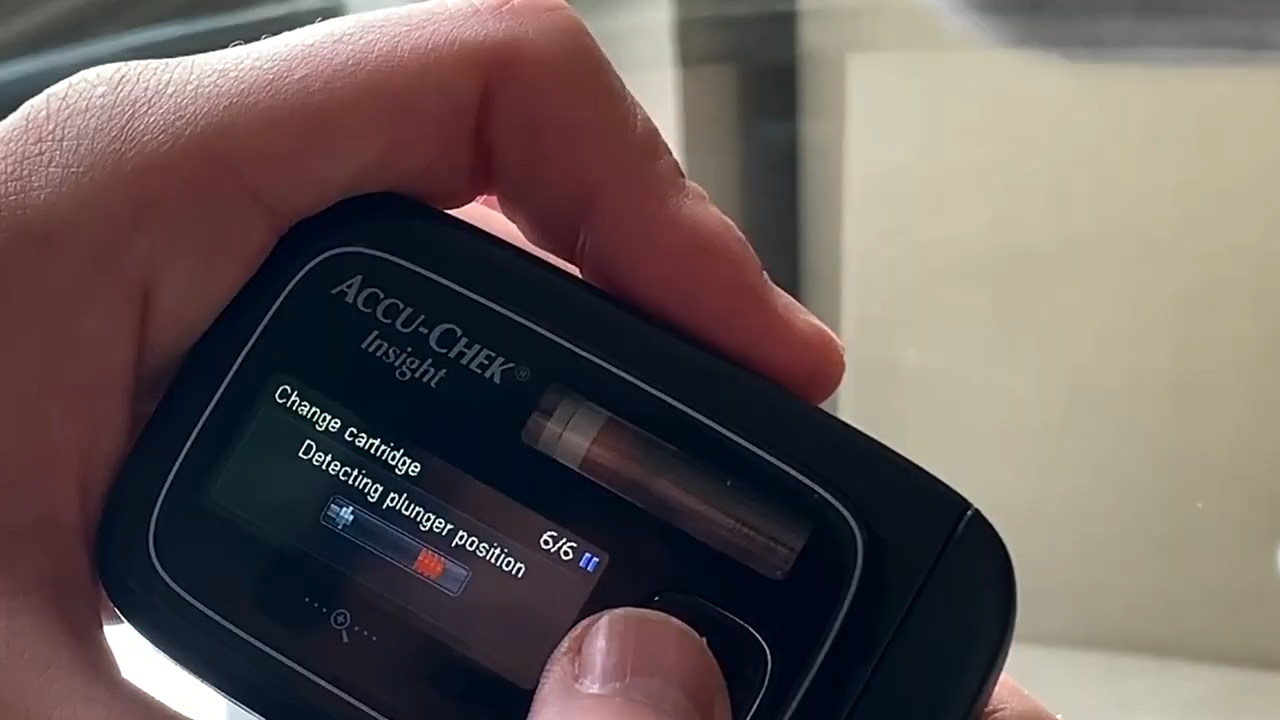 ACCU-CHEK®
Insight
Change cartridge
6/6
Detecting plunger position